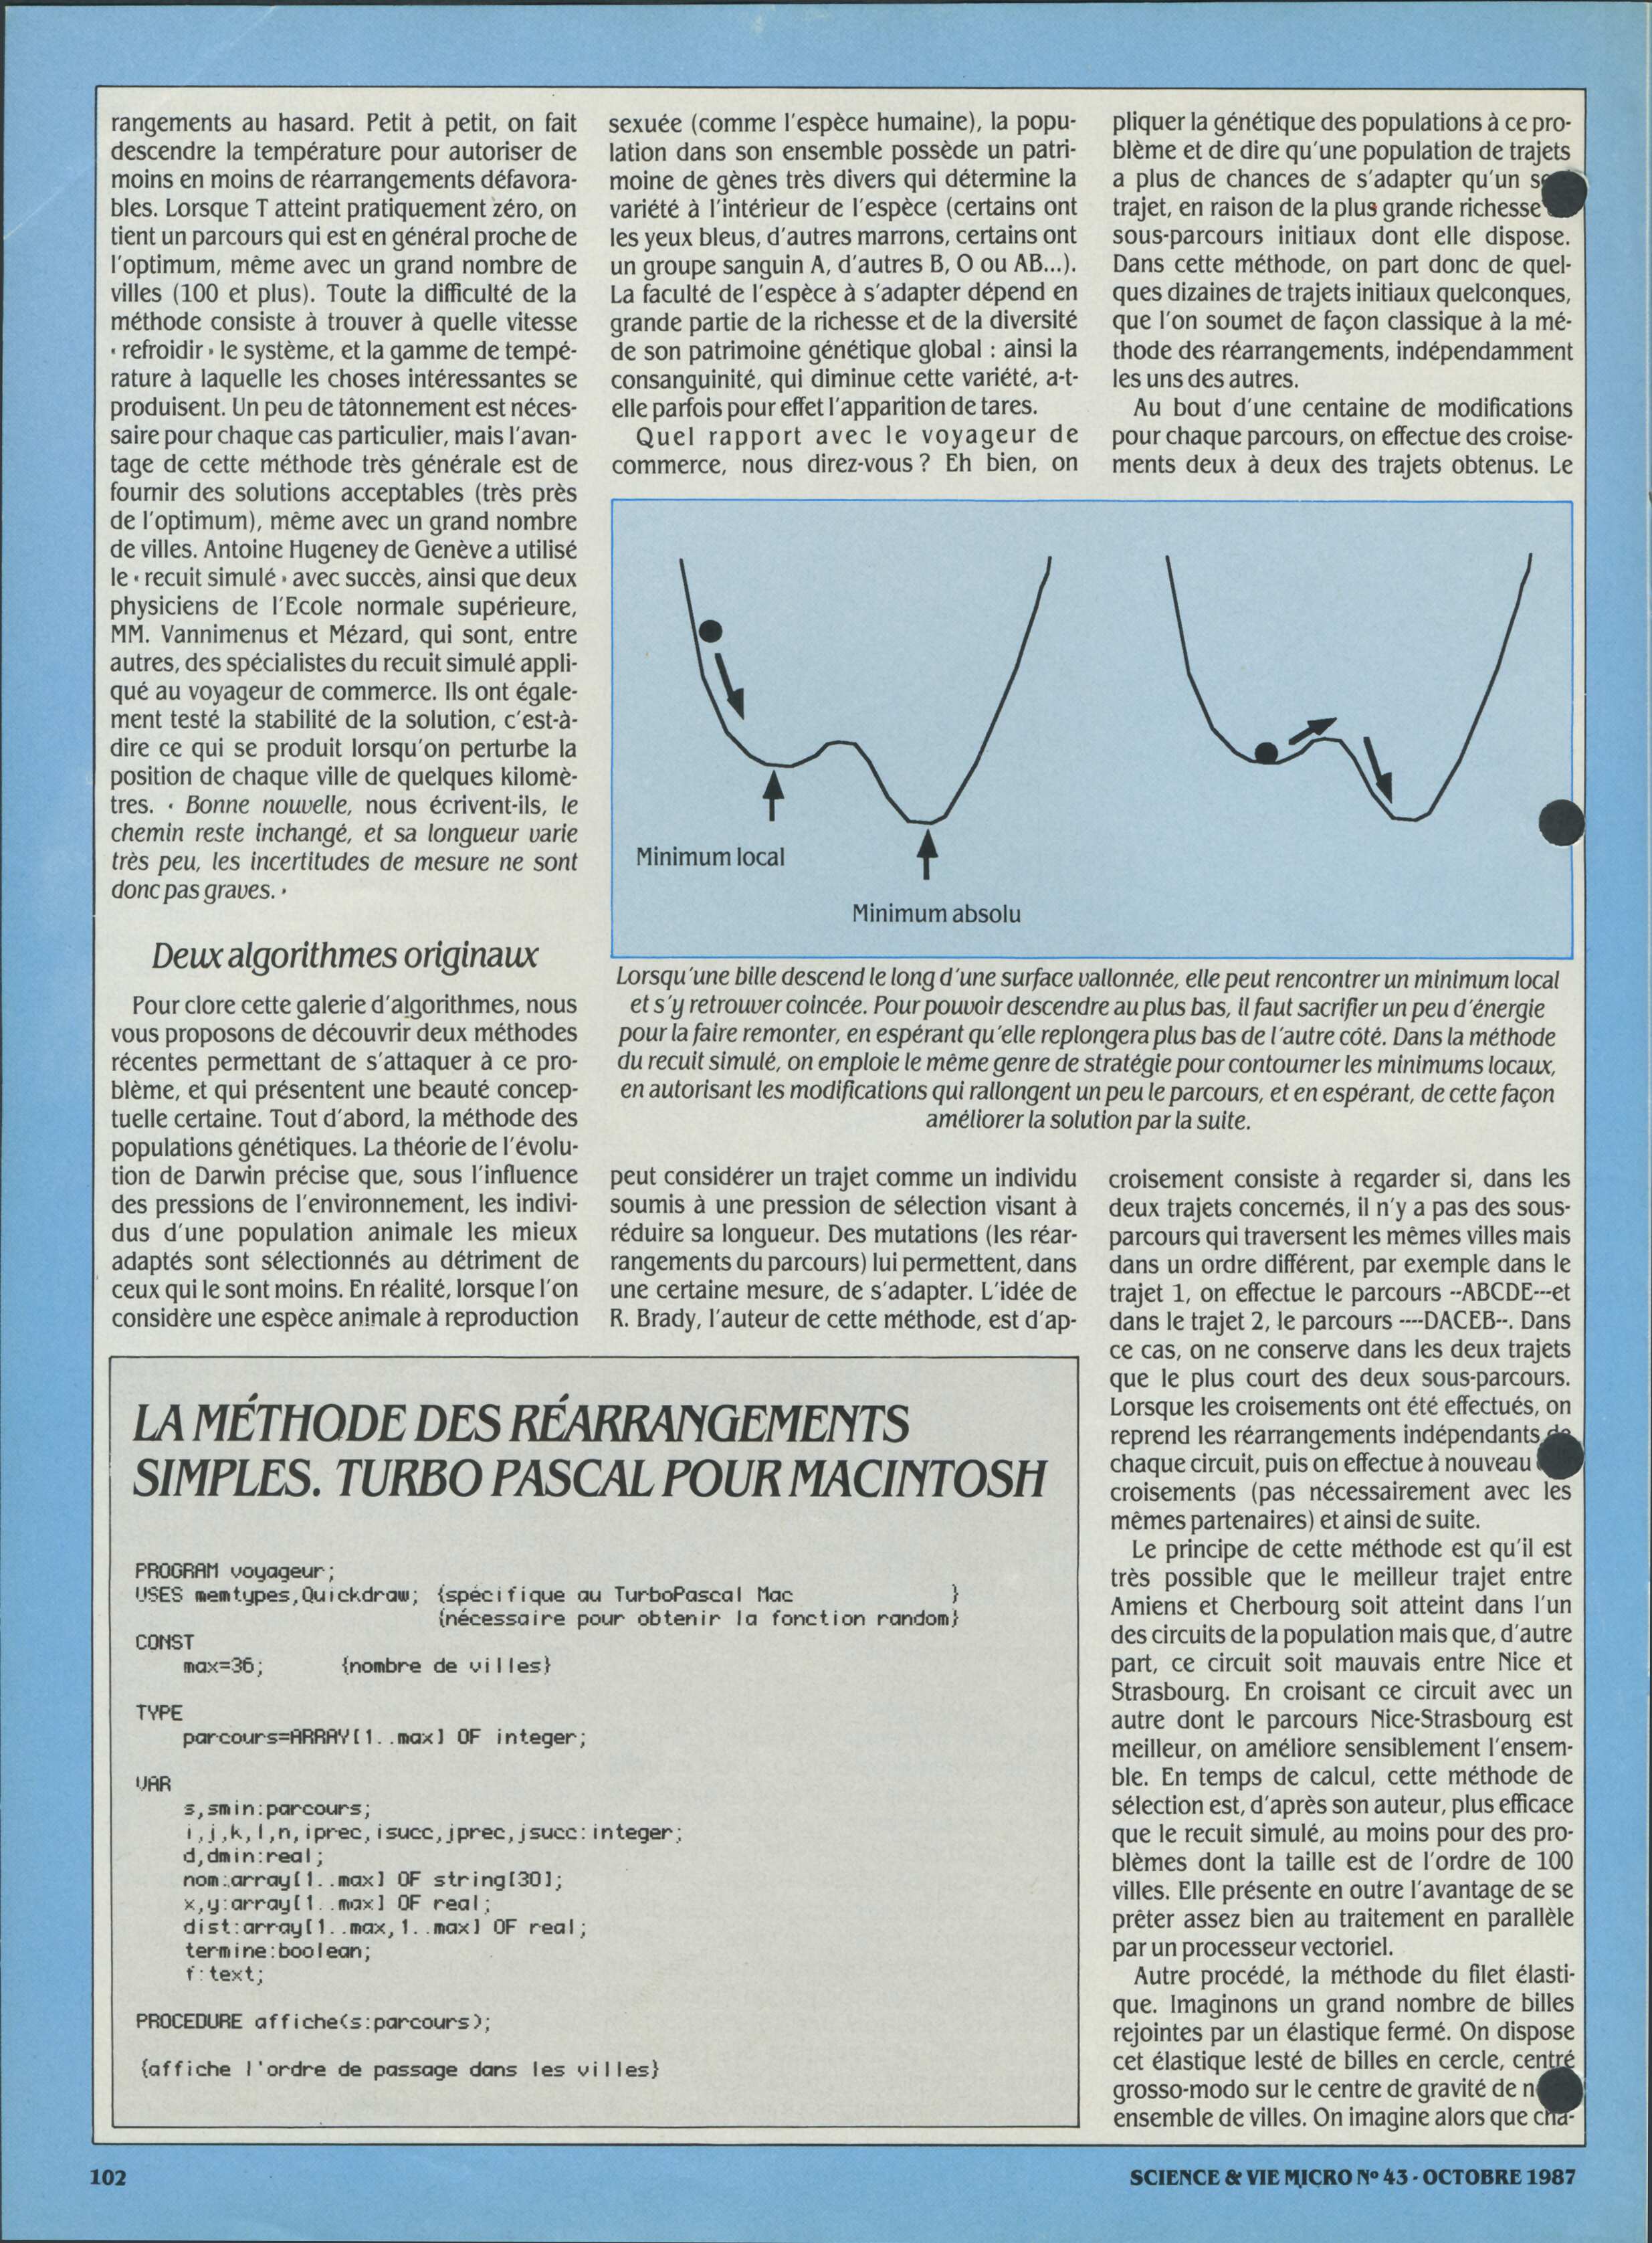 rangements au hasard. Petit à petit, on fait
descendre la température pour autoriser de
moins en moins de réarrangements défavora-
bles. Lorsque T atteint pratiquement zéro, on
tient un parcours qui est en général proche de
l'optimum, même avec un grand nombre de
villes (100 et plus). Toute la difficulté de la
méthode consiste à trouver à quelle vitesse
« refroidir » le système, et la gamme de tempé-
rature à laquelle les choses intéressantes se
produisent. Un peu de tâtonnement est néces-
saire pour chaque cas particulier, mais l'avan-
tage de cette méthode très générale est de
fournir des solutions acceptables (très près
de l'optimum), même avec un grand nombre
de villes. Antoine Hugeney de Genève a utilisé
le « recuit simulé » avec succès, ainsi que deux
physiciens de l'Ecole normale supérieure,
MM. Vannimenus et Mézard, qui sont, entre
autres, des spécialistes du recuit simulé appli-
qué au voyageur de commerce. Ils ont égale-
ment testé la stabilité de la solution, c'est-à-
dire ce qui se produit lorsqu'on perturbe la
position de chaque ville de quelques kilomè-
tres. « Bonne nouvelle, nous écrivent-ils, le
chemin reste inchangé, et sa longueur varie
très peu, les incertitudes de mesure ne sont
donc pas graves. »
Deux algorithmes originaux
Pour clore cette galerie d'algorithmes, nous
vous proposons de découvrir deux méthodes
récentes permettant de s'attaquer à ce pro-
blème, et qui présentent une beauté concep-
tuelle certaine. Tout d'abord, la méthode des
populations génétiques. La théorie de l'évolu-
tion de Darwin précise que, sous l'influence
des pressions de l'environnement, les indivi-
dus d'une population animale les mieux
adaptés sont sélectionnés au détriment de
ceux qui le sont moins. En réalité, lorsque l'on
considère une espèce animale à reproduction
sexuée (comme l'espèce humaine), la popu-
lation dans son ensemble possède un patri-
moine de gènes très divers qui détermine la
variété à l'intérieur de l'espèce (certains ont
les yeux bleus, d'autres marrons, certains ont
un groupe sanguin A, d'autres B, O ou AB...).
La faculté de l'espèce à s'adapter dépend en
grande partie de la richesse et de la diversité
de son patrimoine génétique global : ainsi la
consanguinité, qui diminue cette variété, a-t-
elle parfois pour effet l'apparition de tares.
Quel rapport avec le voyageur de
commerce, nous direz-vous ? Eh bien, on
peut considérer un trajet comme un individu
soumis à une pression de sélection visant à
réduire sa longueur. Des mutations (les réar-
rangements du parcours) lui permettent, dans
une certaine mesure, de s'adapter. L'idée de
R. Brady, l'auteur de cette méthode, est d'ap-
pliquer la génétique des populations à ce pro-
blème et de dire qu'une population de trajets
a plus de chances de s'adapter qu'un
trajet, en raison de la plus grande richesse
sous-parcours initiaux dont elle dispose.
Dans cette méthode, on part donc de quel-
ques dizaines de trajets initiaux quelconques,
que l'on soumet de façon classique à la mé-
thode des réarrangements, indépendamment
les uns des autres.
Au bout d'une centaine de modifications
pour chaque parcours, on effectue des croise-
ments deux à deux des trajets obtenus. Le
croisement consiste à regarder si, dans les
deux trajets concernés, il n'y a pas des sous-
parcours qui traversent les mêmes villes mais
dans un ordre différent, par exemple dans le
trajet 1, on effectue le parcours --ABCDE---et
dans le trajet 2, le parcours ----DACEB--. Dans
ce cas, on ne conserve dans les deux trajets
que le plus court des deux sous-parcours.
Lorsque les croisements ont été effectués, on
reprend les réarrangements indépendants de
chaque circuit, puis on effectue à nouveau
croisements (pas nécessairement avec les
mêmes partenaires) et ainsi de suite.
Le principe de cette méthode est qu'il est
très possible que le meilleur trajet entre
Amiens et Cherbourg soit atteint dans l'un
des circuits de la population mais que, d'autre
part, ce circuit soit mauvais entre Nice et
Strasbourg. En croisant ce circuit avec un
autre dont le parcours Nice-Strasbourg est
meilleur, on améliore sensiblement l'ensem-
ble. En temps de calcul, cette méthode de
sélection est, d'après son auteur, plus efficace
que le recuit simulé, au moins pour des pro-
blèmes dont la taille est de l'ordre de 100
villes. Elle présente en outre l'avantage de se
prêter assez bien au traitement en parallèle
par un processeur vectoriel.
Autre procédé, la méthode du filet élasti-
que. Imaginons un grand nombre de billes
rejointes par un élastique fermé. On dispose
cet élastique lesté de billes en cercle, centré
grosso-modo sur le centre de gravité de
ensemble de villes. On imagine alors que cha-
Minimum local
Minimum absolu
Lorsqu'une bille descend le long d'une surface vallonnée, elle peut rencontrer un minimum local
et s'y retrouver coincée. Pour pouvoir descendre au plus bas, il faut sacrifier un peu d'énergie
pour la faire remonter, en espérant qu'elle replongera plus bas de l'autre côté. Dans la méthode
du recuit simulé, on emploie le même genre de stratégie pour contourner les minimums locaux,
en autorisant les modifications qui rallongent un peu le parcours, et en espérant, de cette façon
améliorer la solution par la suite.
LA MÉTHODE DES RÉARRANGEMENTS
SIMPLES. TURBO PASCAL POUR MACINTOSH
PROGRAM voyageur;
USES memtypes,Quickdraw; {spécifique au TurboPascal Mac }
{nécessaire pour obtenir la fonction random}
CONST
max=36; {nombre de villes}
TYPE
parcours=ARRAY[1..max] OF integer;
VAR
s,smin:parcours;
i,j,k,l,n,iprec,isucc,jprec,jsucc:integer;
d,dmin:real;
nom:array[1..max] OF string[30];
x,y:array[1..max] OF real;
dist:array[1..max,1..max] OF real;
termine:boolean;
f:text;
PROCEDURE affiche(s:parcours);
{affiche l'ordre de passage dans les villes}
102
SCIENCE & VIE MICRO N° 43 - OCTOBRE 1987